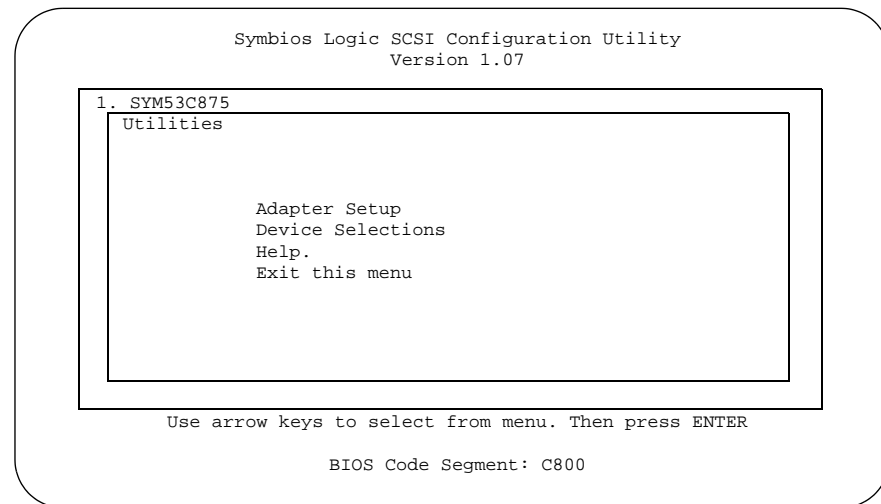 Symbios Logic SCSI Configuration Utility
Version 1.07
1. SYM53C875
Utilities
Adapter Setup
Device Selections
Help.
Exit this menu
Use arrow keys to select from menu. Then press ENTER
BIOS Code Segment: C800